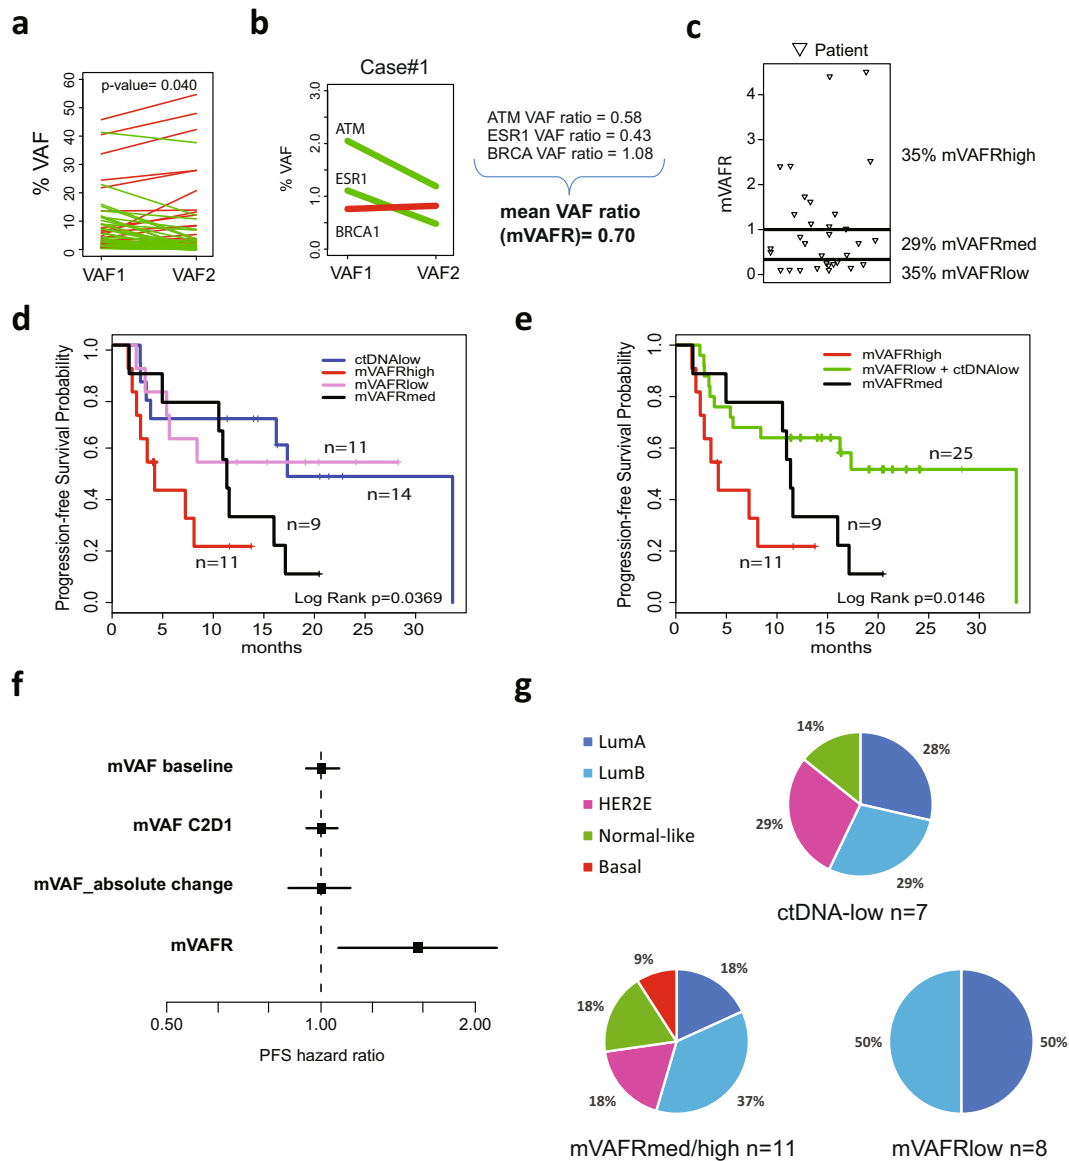 a
p-value= 0.040
% VAF
60
50
40
30
20
10
0
VAF1
VAF2
b
Case#1
% VAF
3.0
2.0
1.0
0.0
ATM
ESR1
BRCA1
VAF1
VAF2
ATM VAF ratio = 0.58
ESR1 VAF ratio = 0.43
BRCA VAF ratio = 1.08
mean VAF ratio
(mVAFR)= 0.70
c
Patient
mVAFR
4
3
2
1
0
35% mVAFRhigh
29% mVAFRmed
35% mVAFRlow
d
Progression-free Survival Probability
1.0
0.8
0.6
0.4
0.2
0.0
ctDNAlow
mVAFRhigh
mVAFRlow
mVAFRmed
n=11
n=14
n=9
n=11
Log Rank p=0.0369
0 5 10 15 20 25 30
months
e
Progression-free Survival Probability
1.0
0.8
0.6
0.4
0.2
0.0
mVAFRhigh
mVAFRlow + ctDNAlow
mVAFRmed
n=25
n=9
n=11
Log Rank p=0.0146
0 5 10 15 20 25 30
months
f
mVAF baseline
mVAF C2D1
mVAF_absolute change
mVAFR
0.50 1.00 2.00
PFS hazard ratio
g
LumA
LumB
HER2E
Normal-like
Basal
14%
28%
29%
29%
ctDNA-low n=7
9%
18%
18%
18%
37%
mVAFRmed/high n=11
50%
50%
mVAFRlow n=8